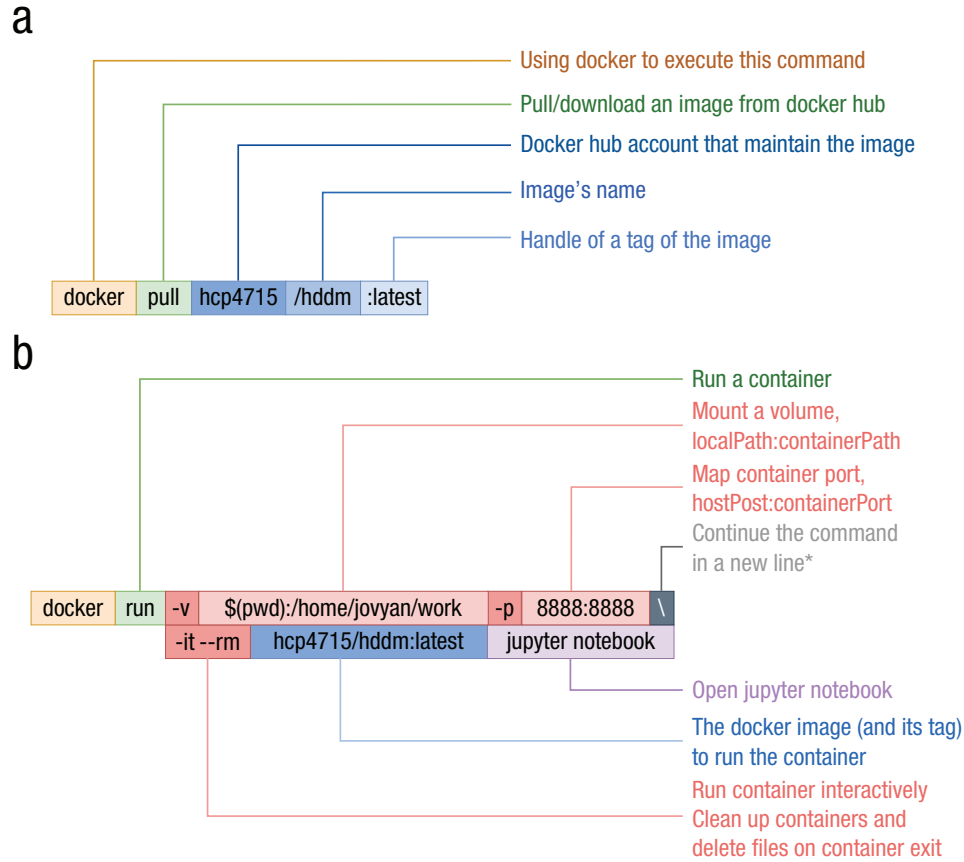 a
Using docker to execute this command
Pull/download an image from docker hub
Docker hub account that maintain the image
Image's name
Handle of a tag of the image
docker pull hcp4715 /hddm :latest
b
Run a container
Mount a volume,
localPath:containerPath
Map container port,
hostPost:containerPort
Continue the command
in a new line*
docker run -v $(pwd):/home/jovyan/work -p 8888:8888 \
-it --rm hcp4715/hddm:latest jupyter notebook
Open jupyter notebook
The docker image (and its tag)
to run the container
Run container interactively
Clean up containers and
delete files on container exit